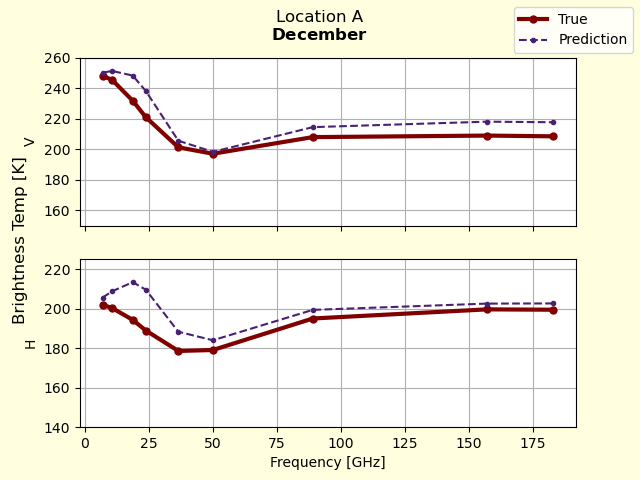 Location A
December
True
Prediction
260
240
220
200
180
160
V
Brightness Temp [K]
220
200
180
160
140
H
0 25 50 75 100 125 150 175
Frequency [GHz]